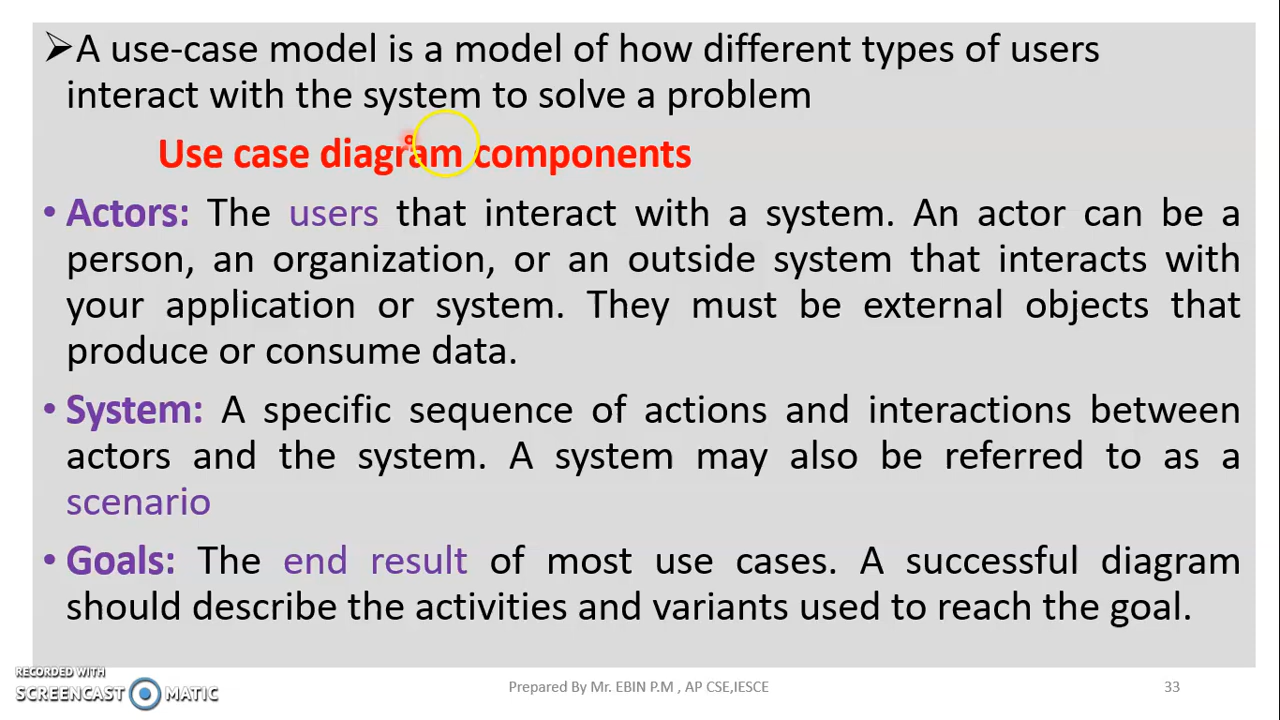 ➢A use-case model is a model of how different types of users
interact with the system to solve a problem
Use case diagram components
• Actors: The users that interact with a system. An actor can be a
person, an organization, or an outside system that interacts with
your application or system. They must be external objects that
produce or consume data.
• System: A specific sequence of actions and interactions between
actors and the system. A system may also be referred to as a
scenario
• Goals: The end result of most use cases. A successful diagram
should describe the activities and variants used to reach the goal.
RECORDED WITH
SCREENCAST MATIC
Prepared By Mr. EBIN P.M , AP CSE,IESCE
33